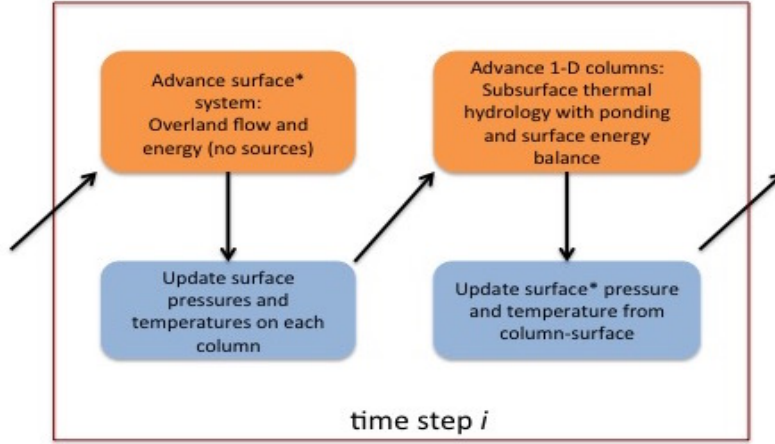 Advance surface*
system:
Overland flow and
energy (no sources)
Update surface
pressures and
temperatures on each
column
Advance 1-D columns:
Subsurface thermal
hydrology with ponding
and surface energy
balance
Update surface* pressure
and temperature from
column-surface
time step i